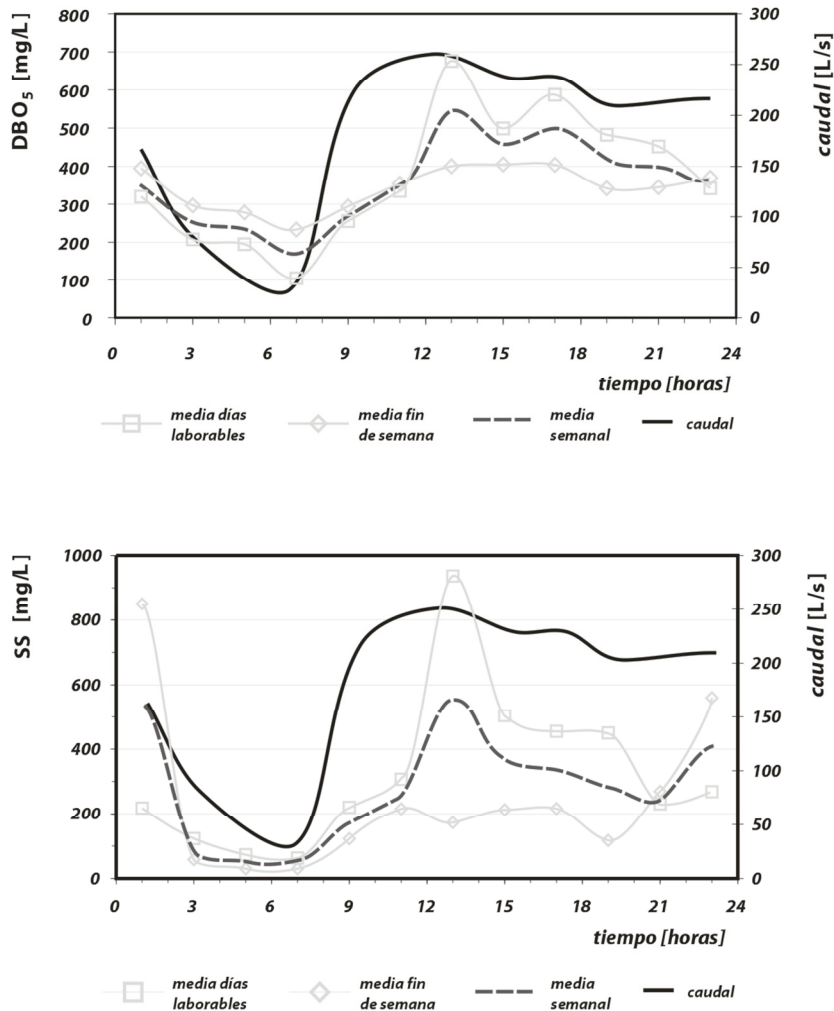 DBO5 [mg/L]
800
700
600
500
400
300
200
100
0
300
250
200
150
100
50
0
caudal [L/s]
0 3 6 9 12 15 18 21 24
tiempo [horas]
media días
laborables
media fin
de semana
media
semanal
caudal
SS [mg/L]
1000
800
600
400
200
0
300
250
200
150
100
50
0
caudal [L/s]
0 3 6 9 12 15 18 21 24
tiempo [horas]
media días
laborables
media fin
de semana
media
semanal
caudal